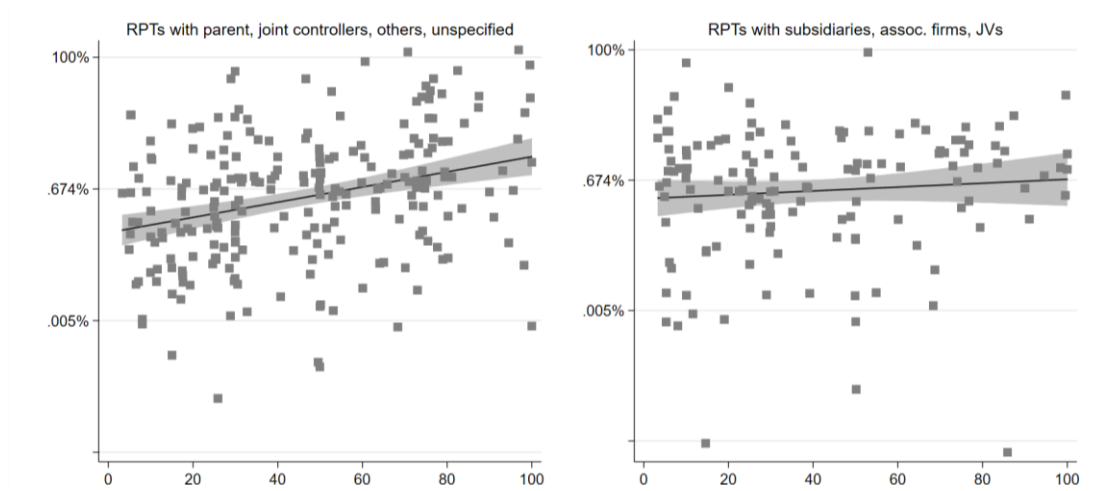 RPTs with parent, joint controllers, others, unspecified
100%
.674%
.005%
0 20 40 60 80 100
RPTs with subsidiaries, assoc. firms, JVs
100%
.674%
.005%
0 20 40 60 80 100